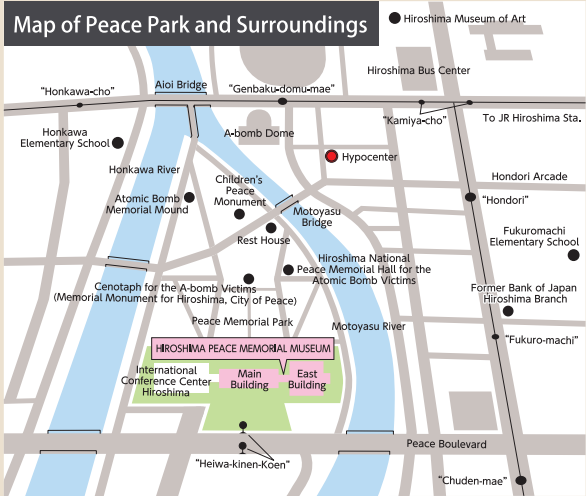 Map of Peace Park and Surroundings
Hiroshima Museum of Art
Hiroshima Bus Center
Aioi Bridge
"Honkawa-cho"
"Genbaku-domu-mae"
"Kamiya-cho"
To JR Hiroshima Sta.
Honkawa
Elementary School
A-bomb Dome
Hypocenter
Honkawa River
Children's
Peace
Monument
Hondori Arcade
Atomic Bomb
Memorial Mound
"Hondori"
Motoyasu
Bridge
Rest House
Fukuromachi
Elementary School
Hiroshima National
Peace Memorial Hall for the
Atomic Bomb Victims
Cenotaph for the A-bomb Victims
(Memorial Monument for Hiroshima, City of Peace)
Former Bank of Japan
Hiroshima Branch
Peace Memorial Park
Motoyasu River
"Fukuro-machi"
HIROSHIMA PEACE MEMORIAL MUSEUM
International
Conference Center
Hiroshima
Main
Building
East
Building
Peace Boulevard
"Heiwa-kinen-Koen"
"Chuden-mae"